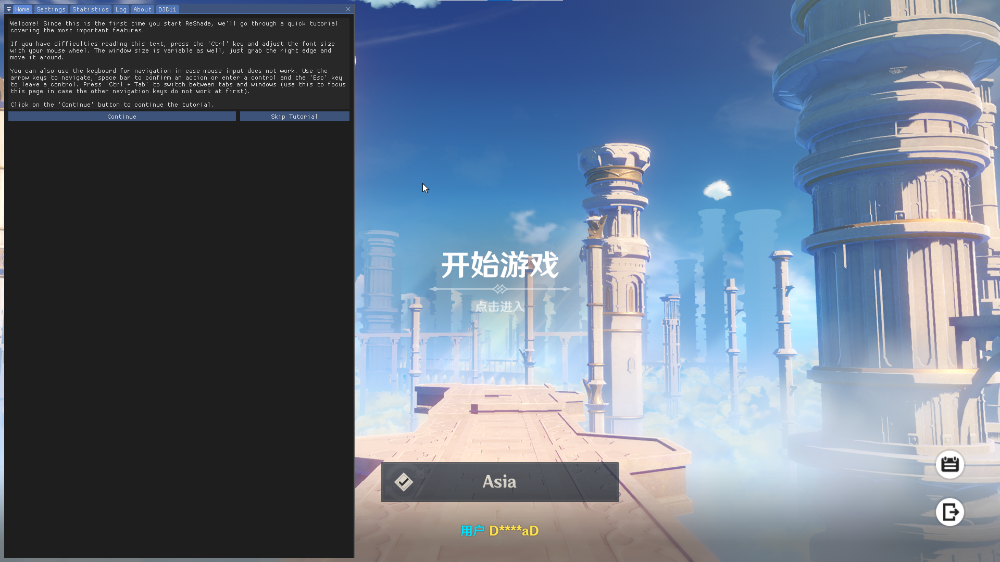 Home Settings Statistics Log About D3D11
Welcome! Since this is the first time you start ReShade, we'll go through a quick tutorial
covering the most important features.
If you have difficulties reading this text, press the 'Ctrl' key and adjust the font size
with your mouse wheel. The window size is variable as well, just grab the right edge and
move it around.
You can also use the keyboard for navigation in case mouse input does not work. Use the
arrow keys to navigate, space bar to confirm an action or enter a control and the 'Esc' key
to leave a control. Press 'Ctrl + Tab' to switch between tabs and windows (use this to focus
this page in case the other navigation keys do not work at first).
Click on the 'Continue' button to continue the tutorial.
Continue Skip Tutorial
开始游戏
点击进入
Asia
用户 D****aD